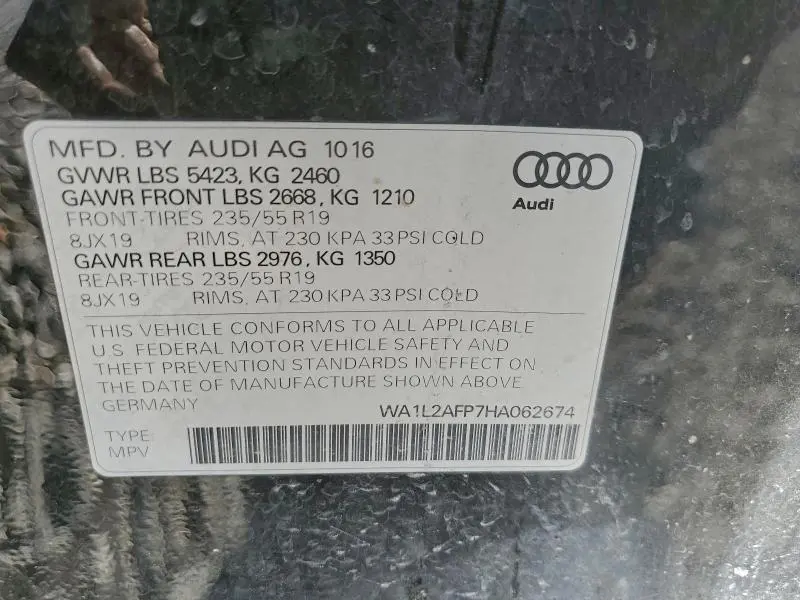 MFD. BY AUDI AG 1016
GVWR LBS 5423, KG 2460
GAWR FRONT LBS 2668, KG 1210
FRONT-TIRES 235/55 R19
8JX19 RIMS, AT 230 KPA 33 PSI COLD
GAWR REAR LBS 2976, KG 1350
REAR-TIRES 235/55 R19
8JX19 RIMS, AT 230 KPA 33 PSI COLD
Audi
THIS VEHICLE CONFORMS TO ALL APPLICABLE
U.S. FEDERAL MOTOR VEHICLE SAFETY AND
THEFT PREVENTION STANDARDS IN EFFECT ON
THE DATE OF MANUFACTURE SHOWN ABOVE
GERMANY WA1L2AFP7HA062674
TYPE:
MPV